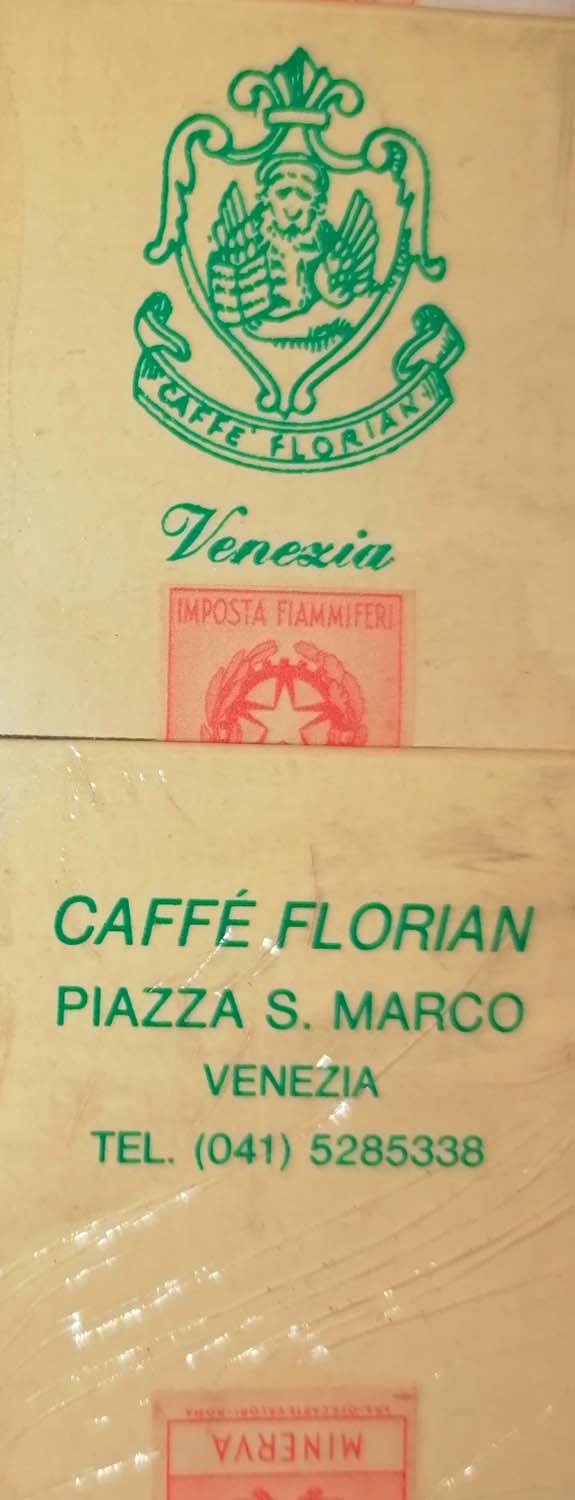 CAFFE' FLORIAN
Venezia
IMPOSTA FIAMMIFERI
CAFFÉ FLORIAN
PIAZZA S. MARCO
VENEZIA
TEL. (041) 5285338
MINERVA